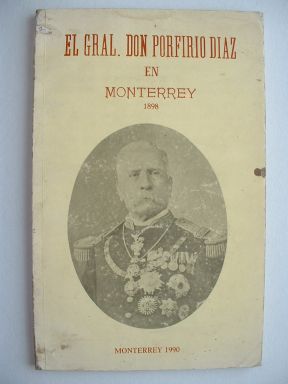 EL GRAL. DON PORFIRIO DIAZ
EN
MONTERREY
1898
MONTERREY 1990